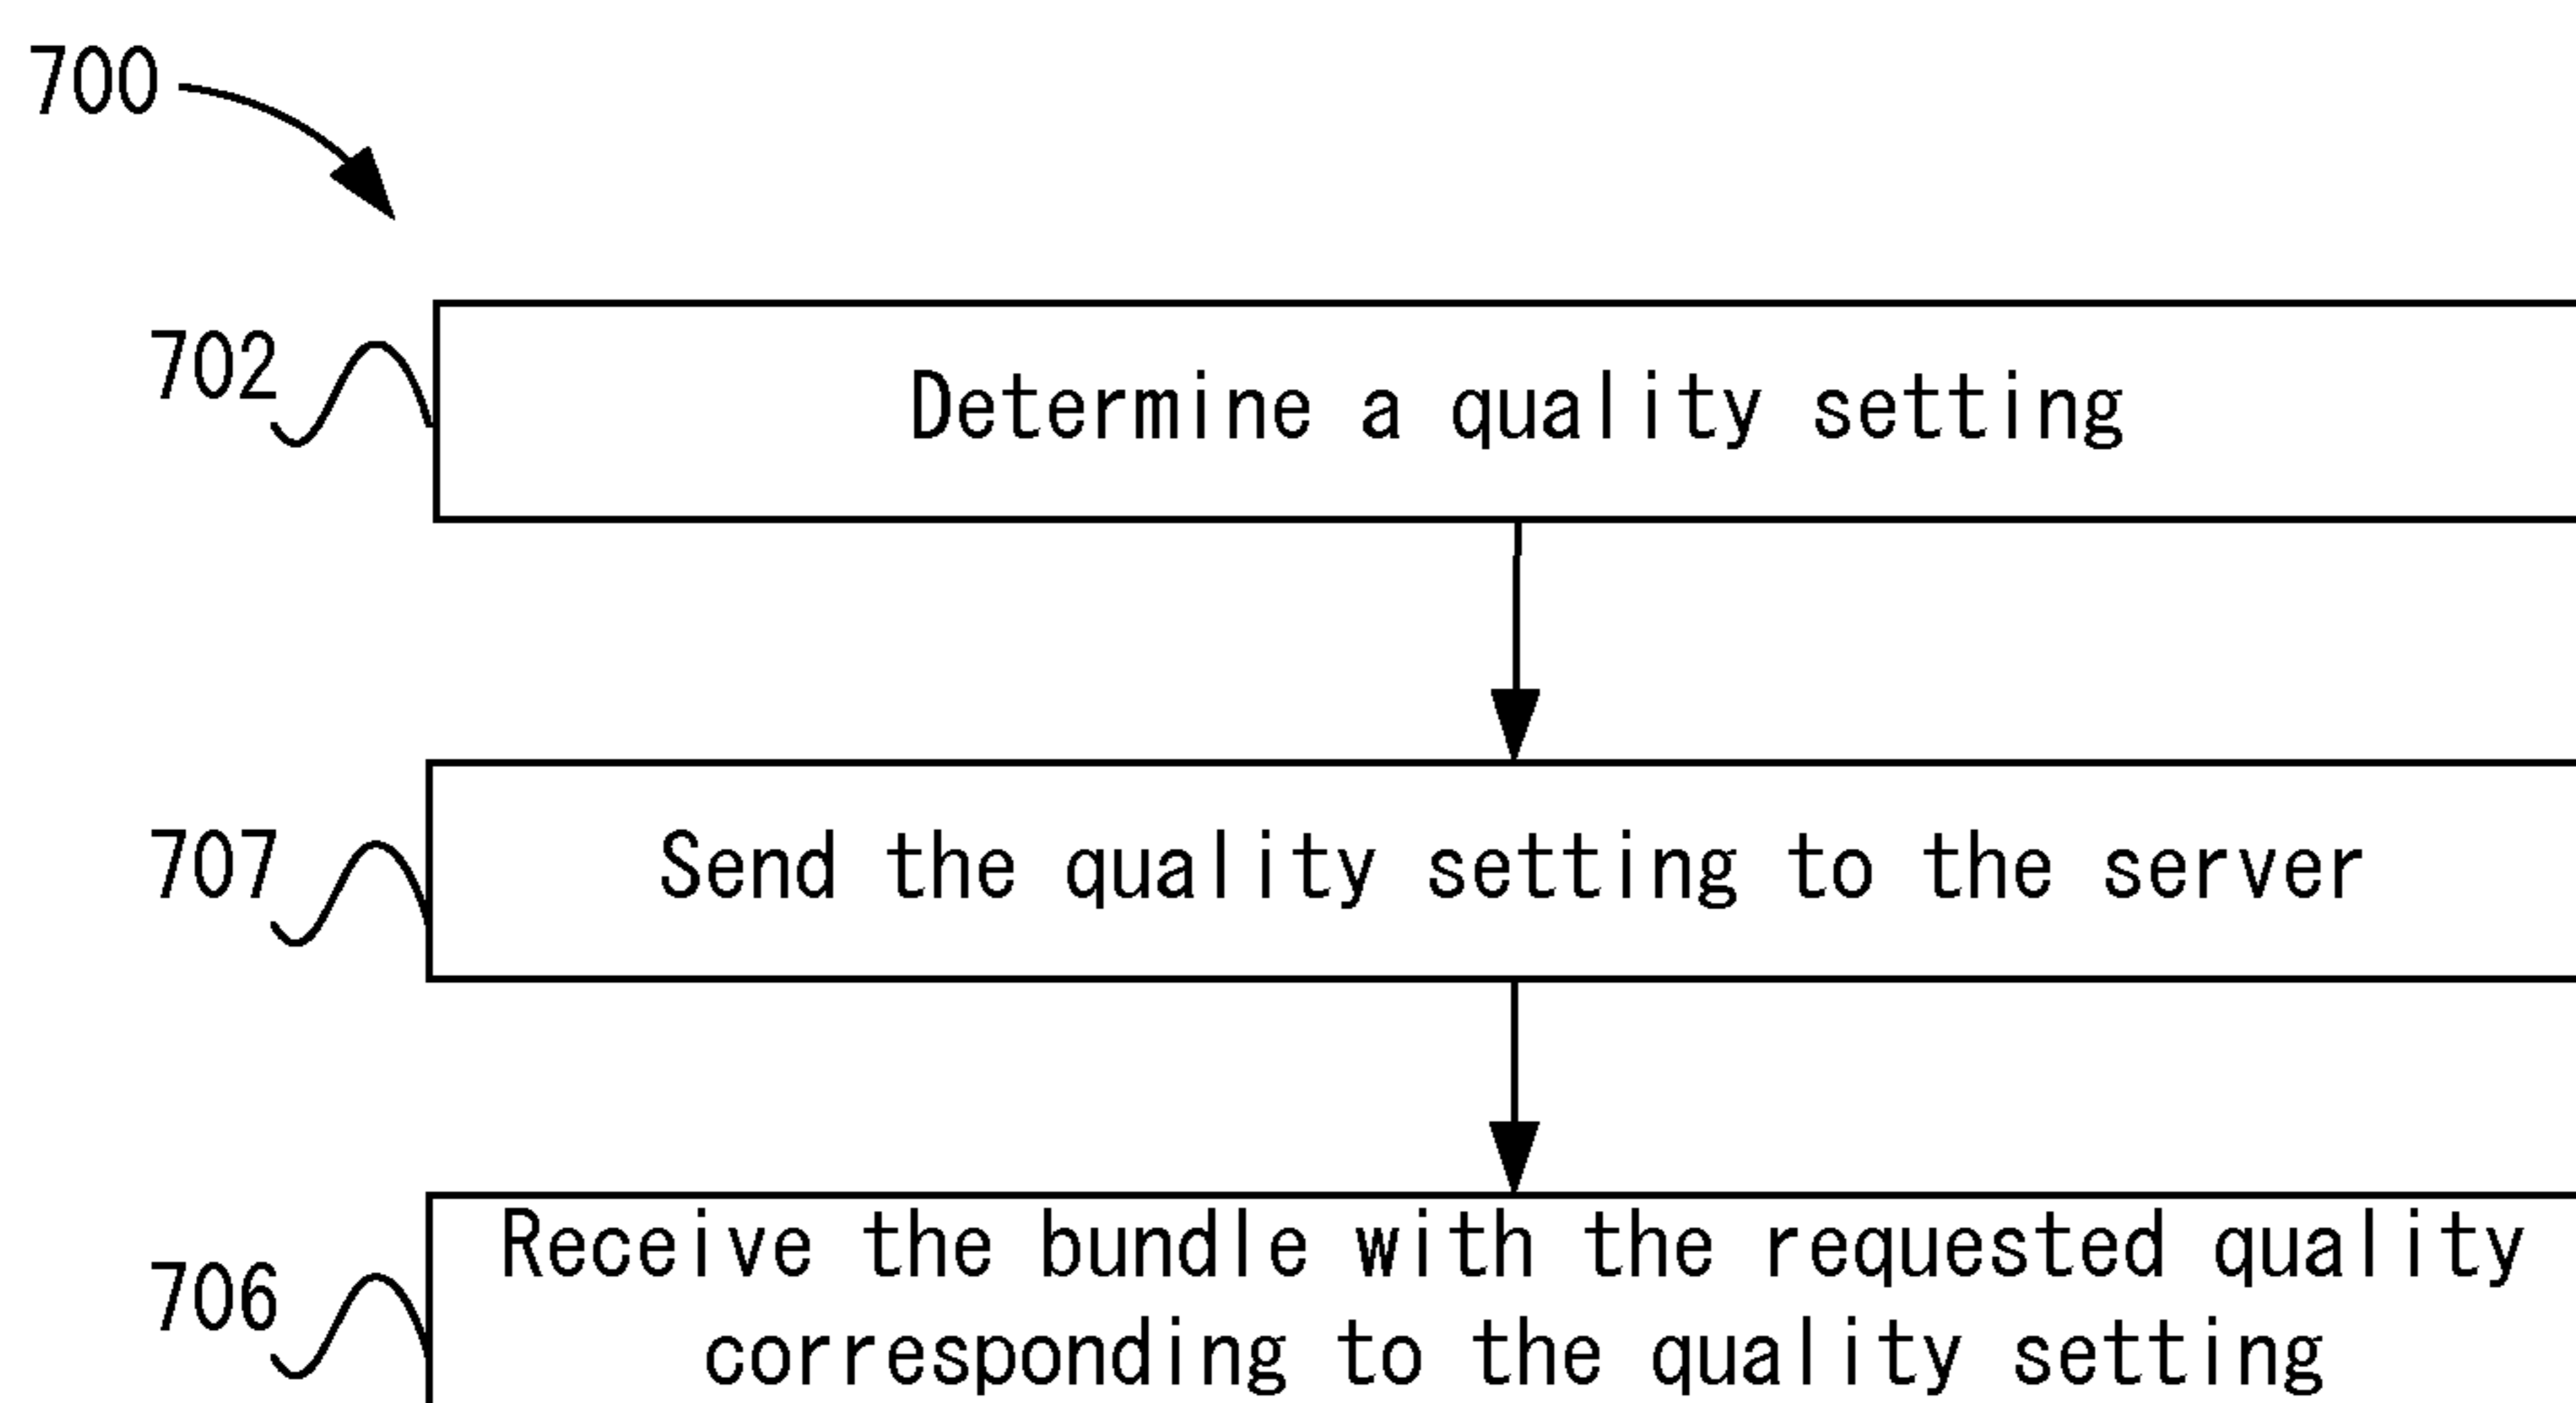 700
702
Determine a quality setting
707
Send the quality setting to the server
706
Receive the bundle with the requested quality
corresponding to the quality setting